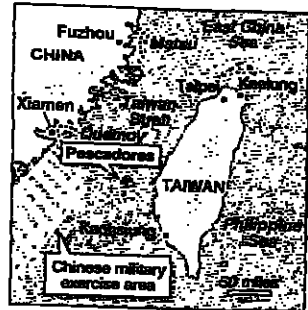 Fuzhou
East China
Sea
CHINA
Matsu
Taipei
Keelung
Xiamen
Taiwan
Strait
Quemoy
Pescadores
TAIWAN
Philippine
Sea
Kaohsiung
Chinese military
exercise area
50 miles